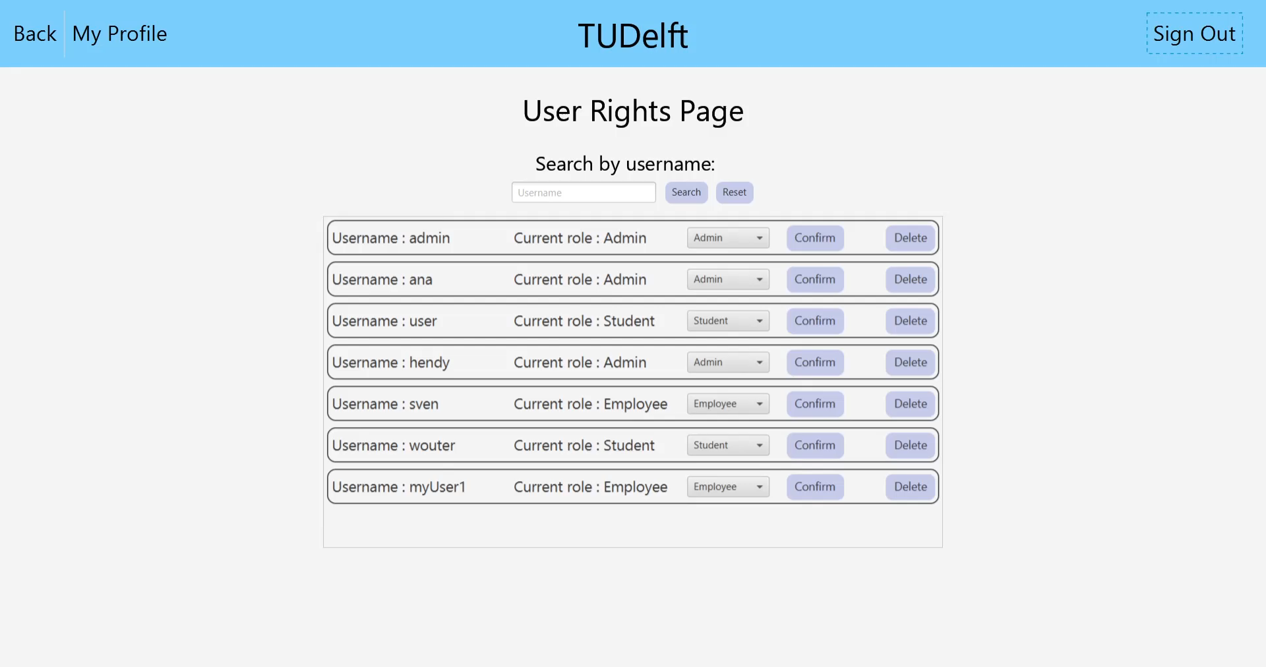 Back My Profile TUDelft Sign Out
User Rights Page
Search by username:
Username Search Reset
Username : admin Current role : Admin Admin Confirm Delete
Username : ana Current role : Admin Admin Confirm Delete
Username : user Current role : Student Student Confirm Delete
Username : hendy Current role : Admin Admin Confirm Delete
Username : sven Current role : Employee Employee Confirm Delete
Username : wouter Current role : Student Student Confirm Delete
Username : myUser1 Current role : Employee Employee Confirm Delete